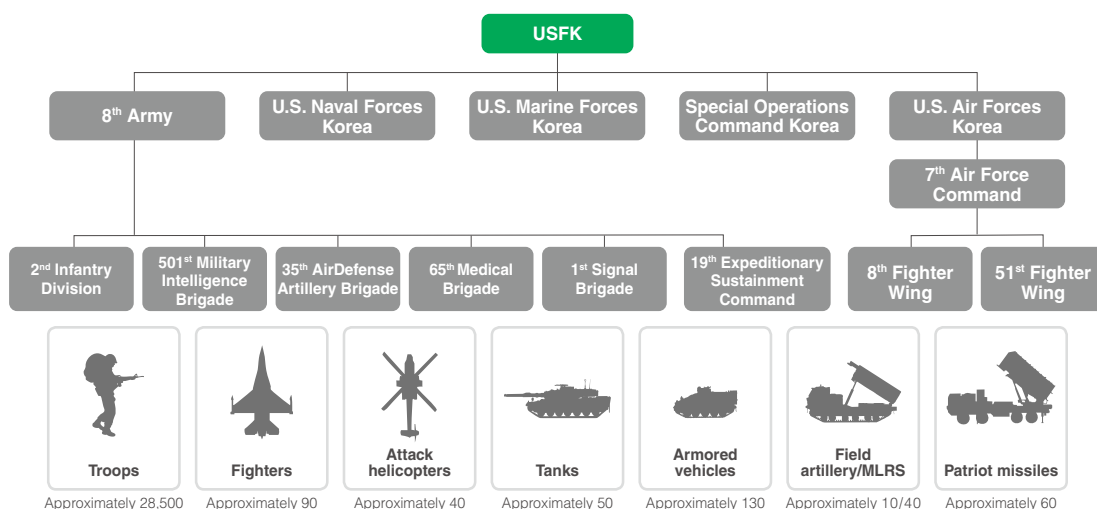 USFK
8th Army
U.S. Naval Forces
Korea
U.S. Marine Forces
Korea
Special Operations
Command Korea
U.S. Air Forces
Korea
7th Air Force
Command
2nd Infantry
Division
501st Military
Intelligence
Brigade
35th AirDefense
Artillery Brigade
65th Medical
Brigade
1st Signal
Brigade
19th Expeditionary
Sustainment
Command
8th Fighter
Wing
51st Fighter
Wing
Troops
Approximately 28,500
Fighters
Approximately 90
Attack
helicopters
Approximately 40
Tanks
Approximately 50
Armored
vehicles
Approximately 130
Field
artillery/MLRS
Approximately 10/40
Patriot missiles
Approximately 60